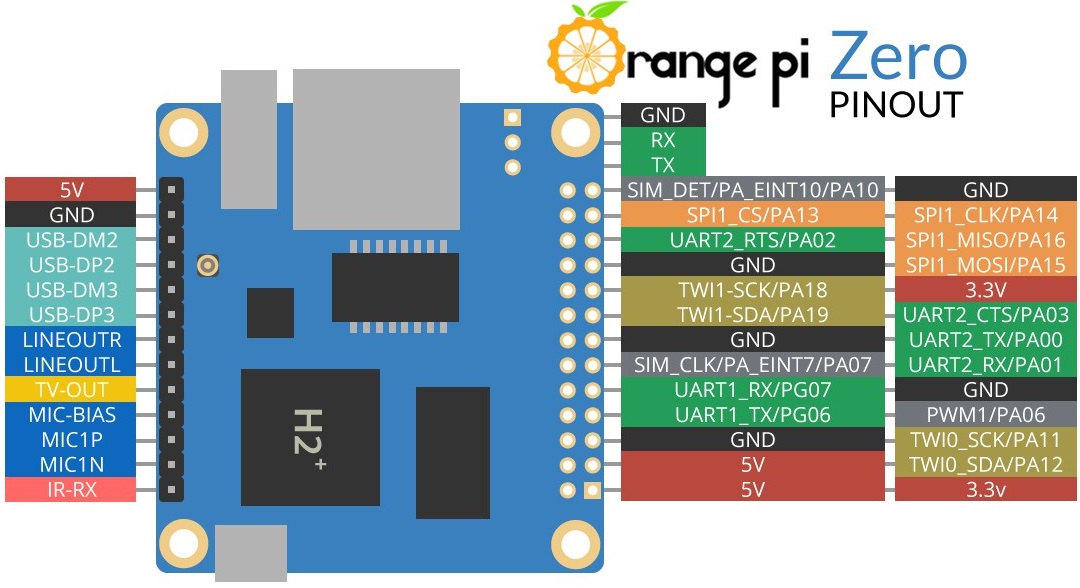 Orange pi Zero
PINOUT
GND
RX
TX
5V
GND
USB-DM2
USB-DP2
USB-DM3
USB-DP3
LINEOUTR
LINEOUTL
TV-OUT
MIC-BIAS
MIC1P
MIC1N
IR-RX
H2+
SIM_DET/PA_EINT10/PA10 GND
SPI1_CS/PA13 SPI1_CLK/PA14
UART2_RTS/PA02 SPI1_MISO/PA16
GND SPI1_MOSI/PA15
TWI1-SCK/PA18 3.3V
TWI1-SDA/PA19 UART2_CTS/PA03
GND UART2_TX/PA00
SIM_CLK/PA_EINT7/PA07 UART2_RX/PA01
UART1_RX/PG07 GND
UART1_TX/PG06 PWM1/PA06
GND TWI0_SCK/PA11
5V TWI0_SDA/PA12
5V 3.3v